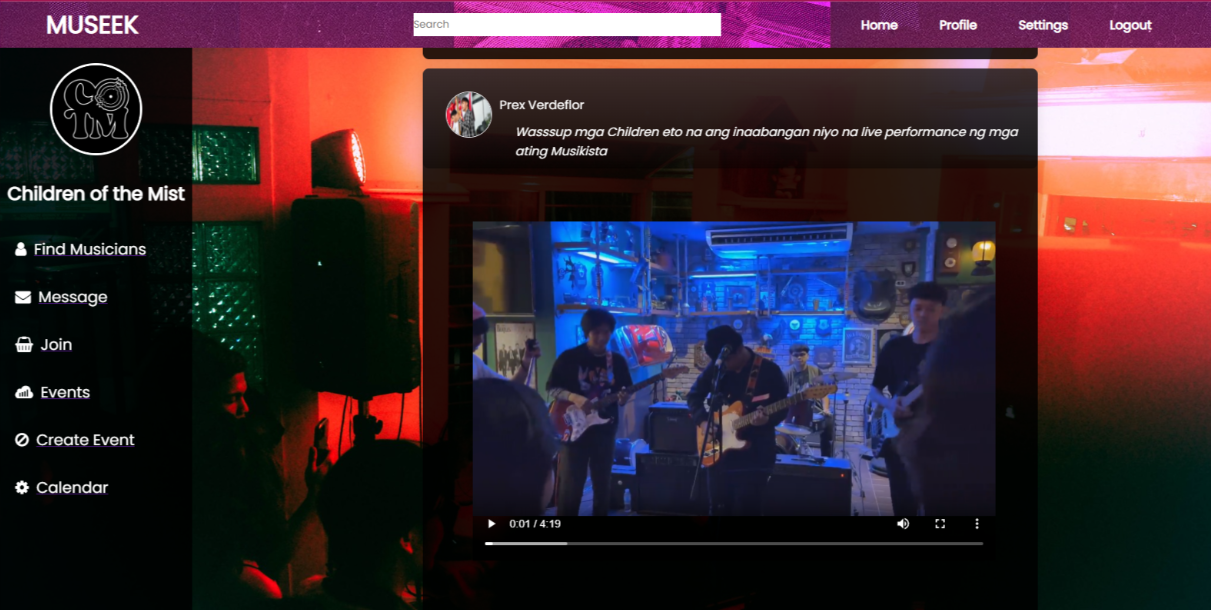 MUSEEK
Search
Home
Profile
Settings
Logout
COTM
Children of the Mist
Find Musicians
Message
Join
Events
Create Event
Calendar
Prex Verdeflor
Wasssup mga Children eto na ang inaabangan niyo na live performance ng mga
ating Musikista
0:01 / 4:19